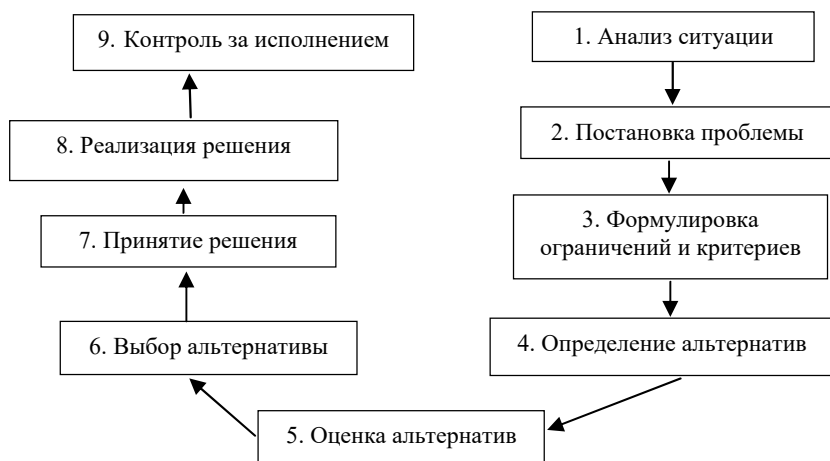 1. Анализ ситуации
2. Постановка проблемы
3. Формулировка
ограничений и критериев
4. Определение альтернатив
5. Оценка альтернатив
6. Выбор альтернативы
7. Принятие решения
8. Реализация решения
9. Контроль за исполнением